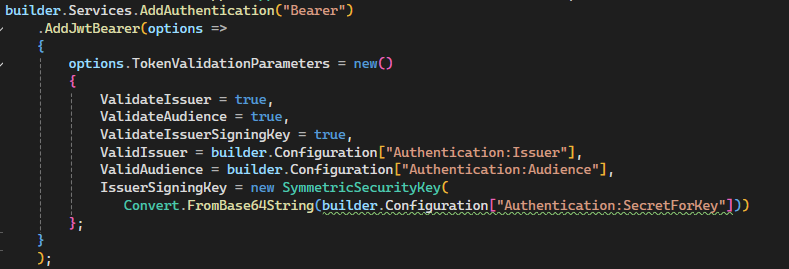 builder.Services.AddAuthentication("Bearer")
    .AddJwtBearer(options =>
    {
        options.TokenValidationParameters = new()
        {
            ValidateIssuer = true,
            ValidateAudience = true,
            ValidateIssuerSigningKey = true,
            ValidIssuer = builder.Configuration["Authentication:Issuer"],
            ValidAudience = builder.Configuration["Authentication:Audience"],
            IssuerSigningKey = new SymmetricSecurityKey(
               Convert.FromBase64String(builder.Configuration["Authentication:SecretForKey"]))
        };
    }
    );